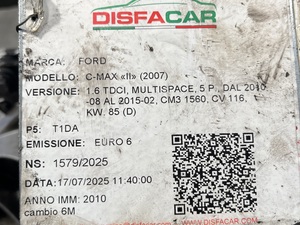 DISFACAR
MARCA: FORD
MODELLO: C-MAX «II» (2007)
VERSIONE: 1.6 TDCI, MULTISPACE, 5 P., DAL 2010
-08 AL 2015-02, CM3 1560, CV 116,
KW. 85 (D)
P5: T1DA
EMISSIONE: EURO 6
NS: 1579/2025
DATA:17/07/2025 11:40:00
ANNO IMM: 2010
cambio 6M
DISFACAR.IT